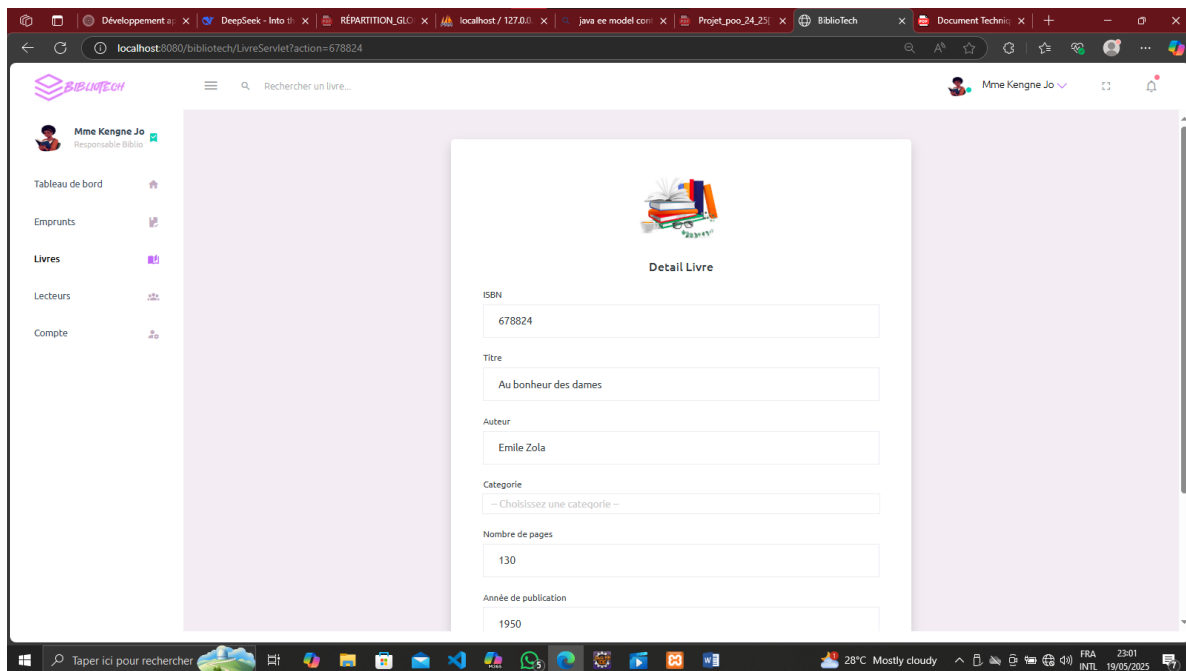 Développement ap
DeepSeek - Into th
RÉPARTITION_GLO
localhost / 127.0.0.
java ee model cont
Projet_poo_24_25(
BiblioTech
Document Techniq
localhost:8080/bibliotech/LivreServlet?action=678824
BIBLIOTECH
Rechercher un livre...
Mme Kengne Jo
Mme Kengne Jo
Responsable Biblio
Tableau de bord
Emprunts
Livres
Lecteurs
Compte
Detail Livre
ISBN
678824
Titre
Au bonheur des dames
Auteur
Emile Zola
Categorie
-- Choisissez une categorie --
Nombre de pages
130
Année de publication
1950
Taper ici pour rechercher
28°C Mostly cloudy
FRA
INTL
23:01
19/05/2025